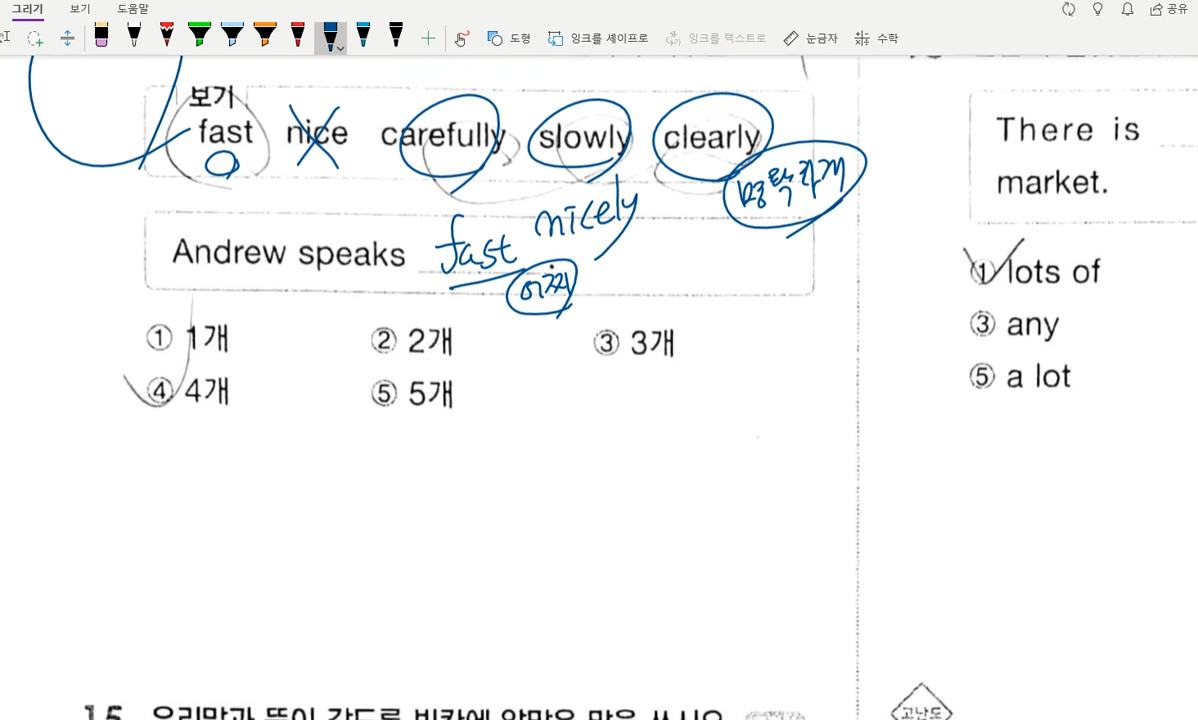 그리기 보기 도움말 공유
도형 잉크를 셰이프로 잉크를 텍스트로 눈금자 수학
보기
fast nice carefully slowly clearly
명확하게
nicely
Andrew speaks fast
① 1개 ② 2개 ③ 3개
④ 4개 ⑤ 5개
There is
market.
① lots of
③ any
⑤ a lot
고난도